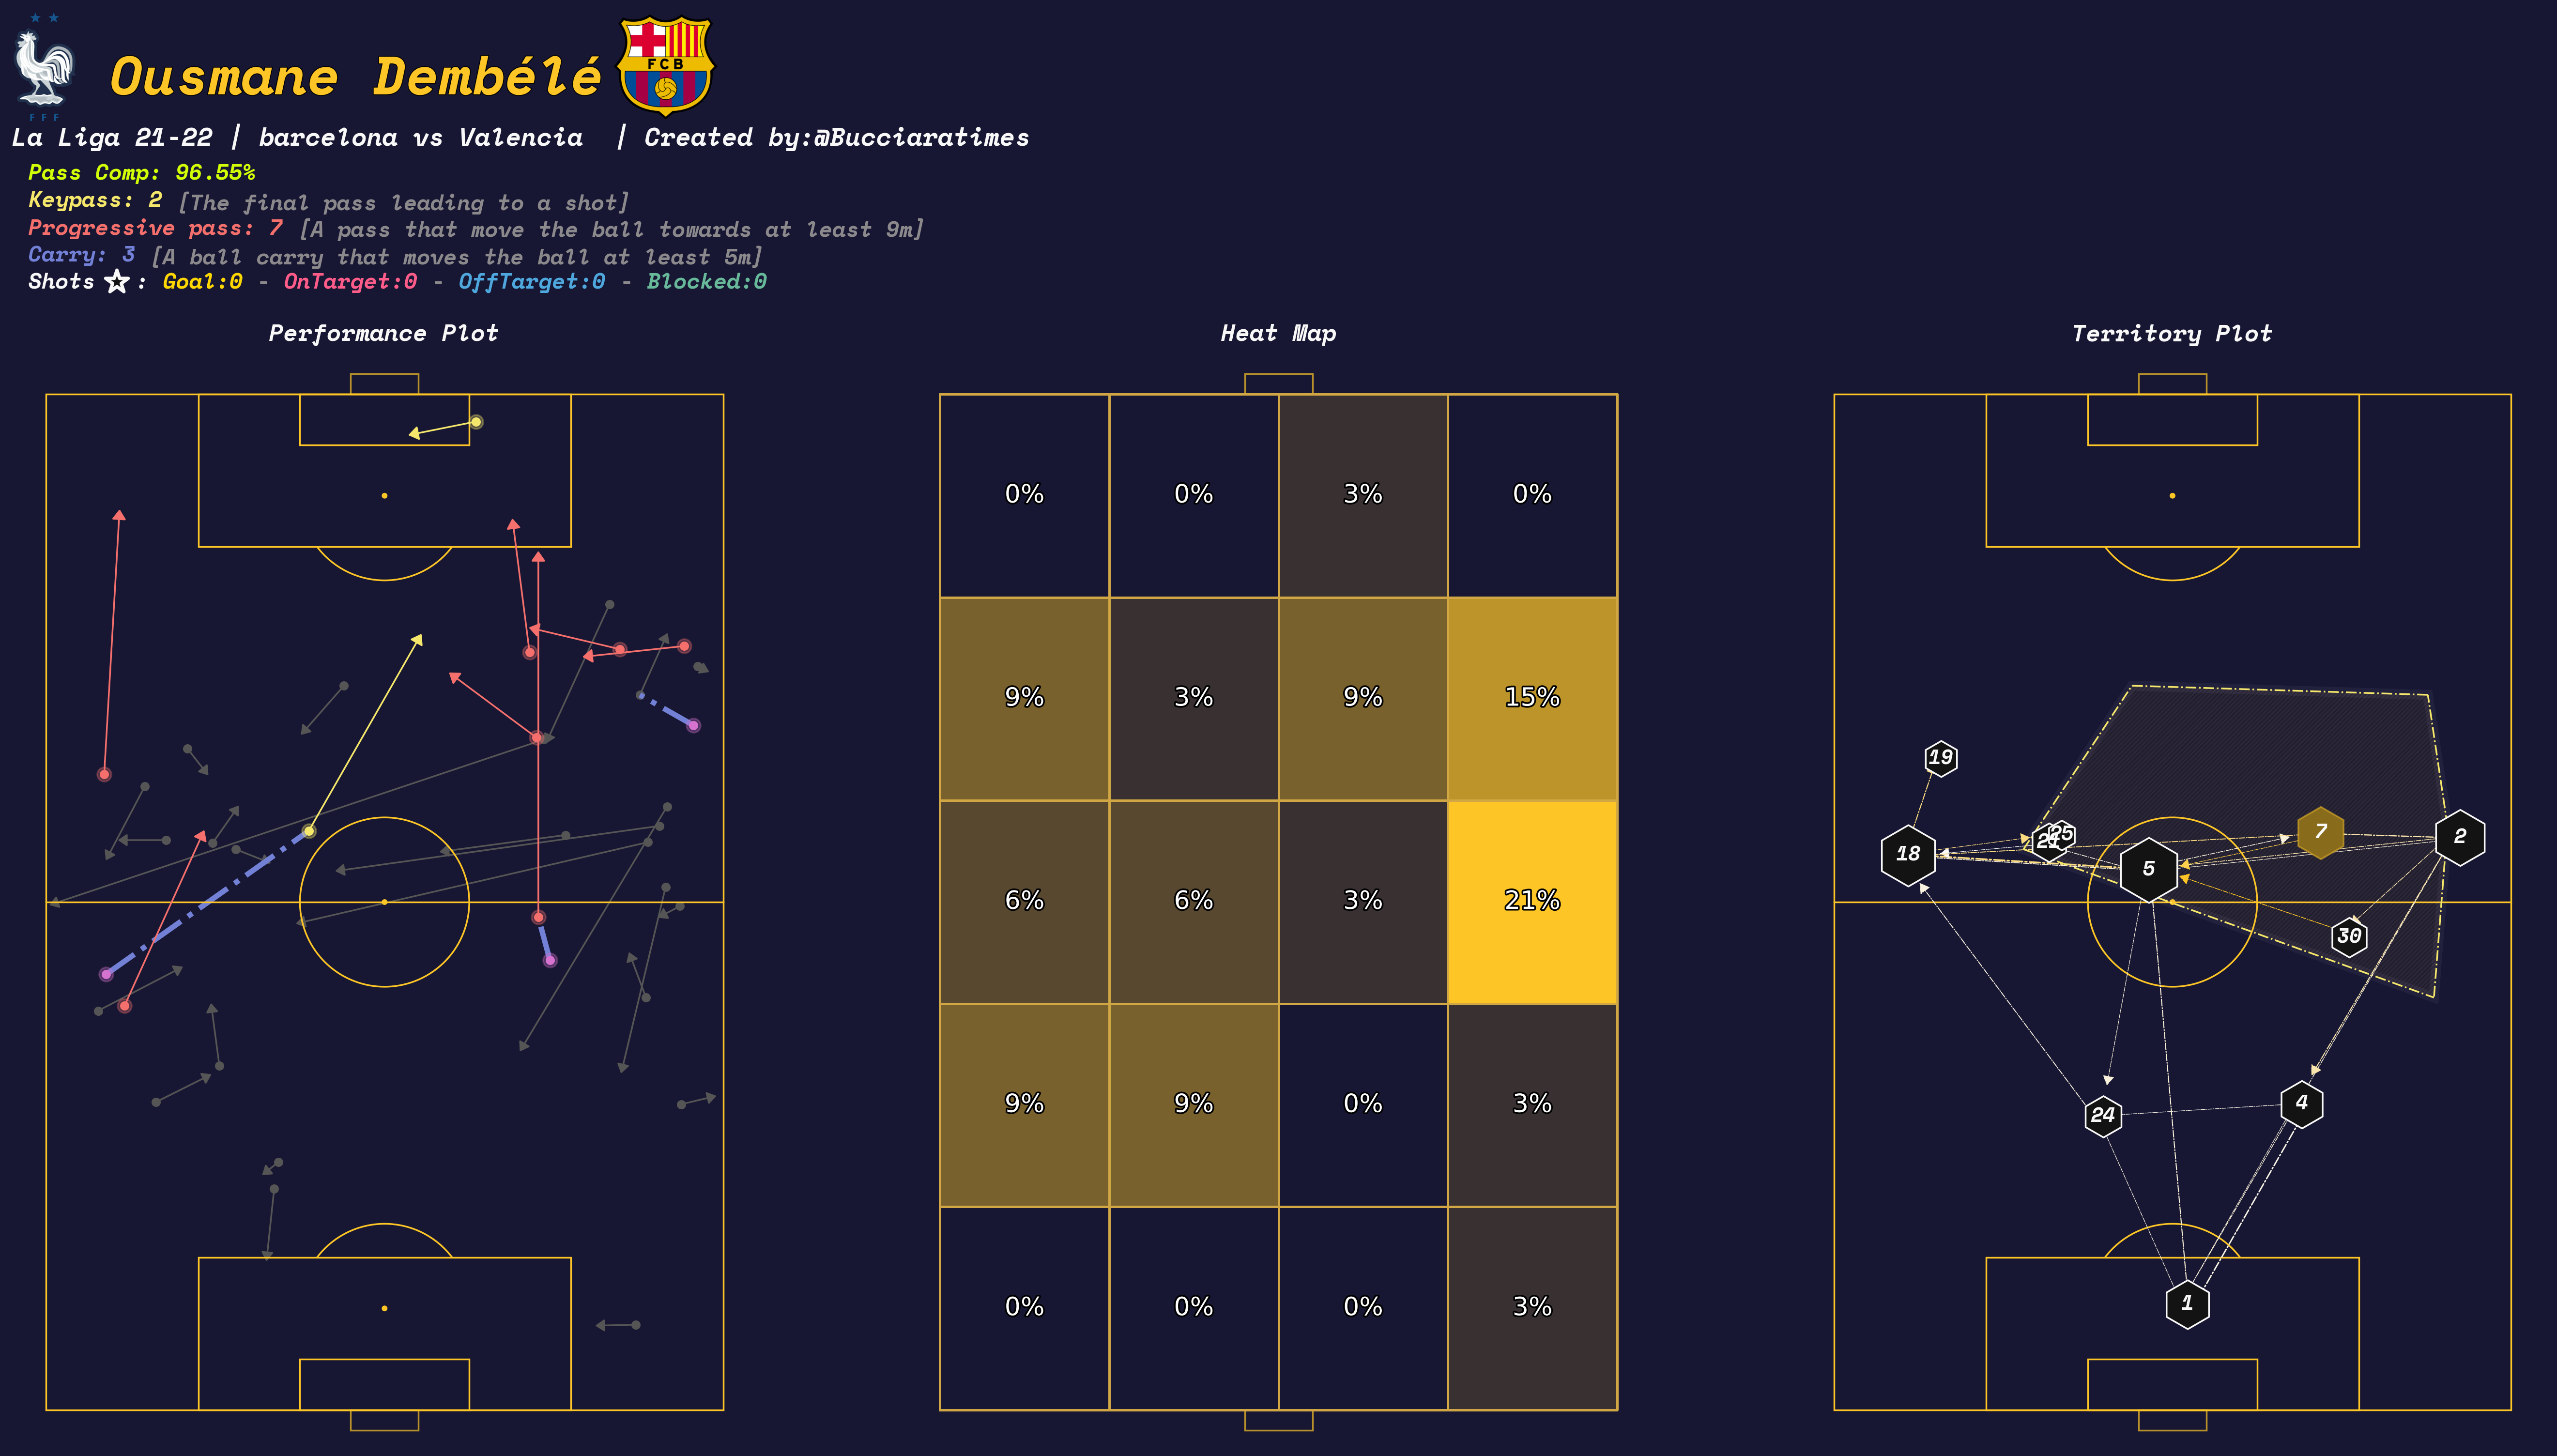 Ousmane Dembélé
FCB
FFF
La Liga 21-22 | barcelona vs Valencia | Created by:@Bucciaratimes
Pass Comp: 96.55%
Keypass: 2 [The final pass leading to a shot]
Progressive pass: 7 [A pass that move the ball towards at least 9m]
Carry: 3 [A ball carry that moves the ball at least 5m]
Shots ☆: Goal:0 - OnTarget:0 - OffTarget:0 - Blocked:0
Performance Plot
Heat Map
Territory Plot
0% 0% 3% 0%
9% 3% 9% 15%
6% 6% 3% 21%
9% 9% 0% 3%
0% 0% 0% 3%
19
25
7
2
21
18
5
30
4
24
1